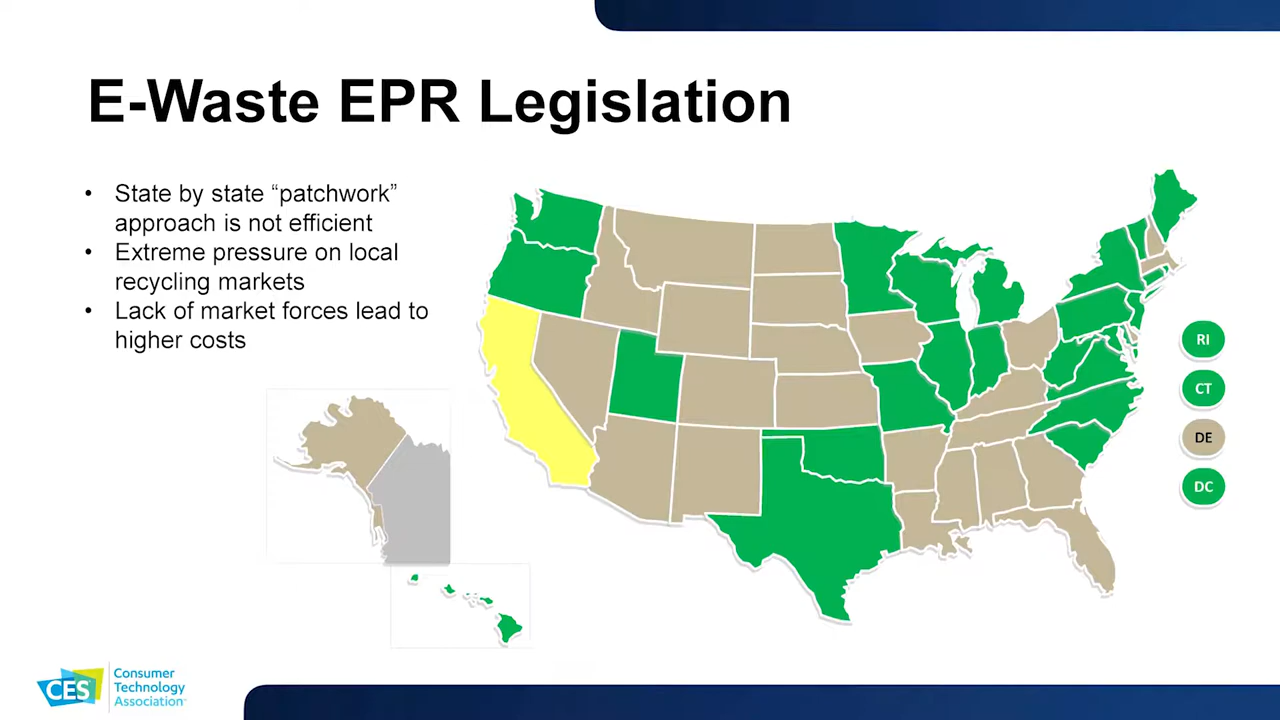 E-Waste EPR Legislation
• State by state “patchwork”
approach is not efficient
• Extreme pressure on local
recycling markets
• Lack of market forces lead to
higher costs
RI
CT
DE
DC
CES
Consumer
Technology
Association